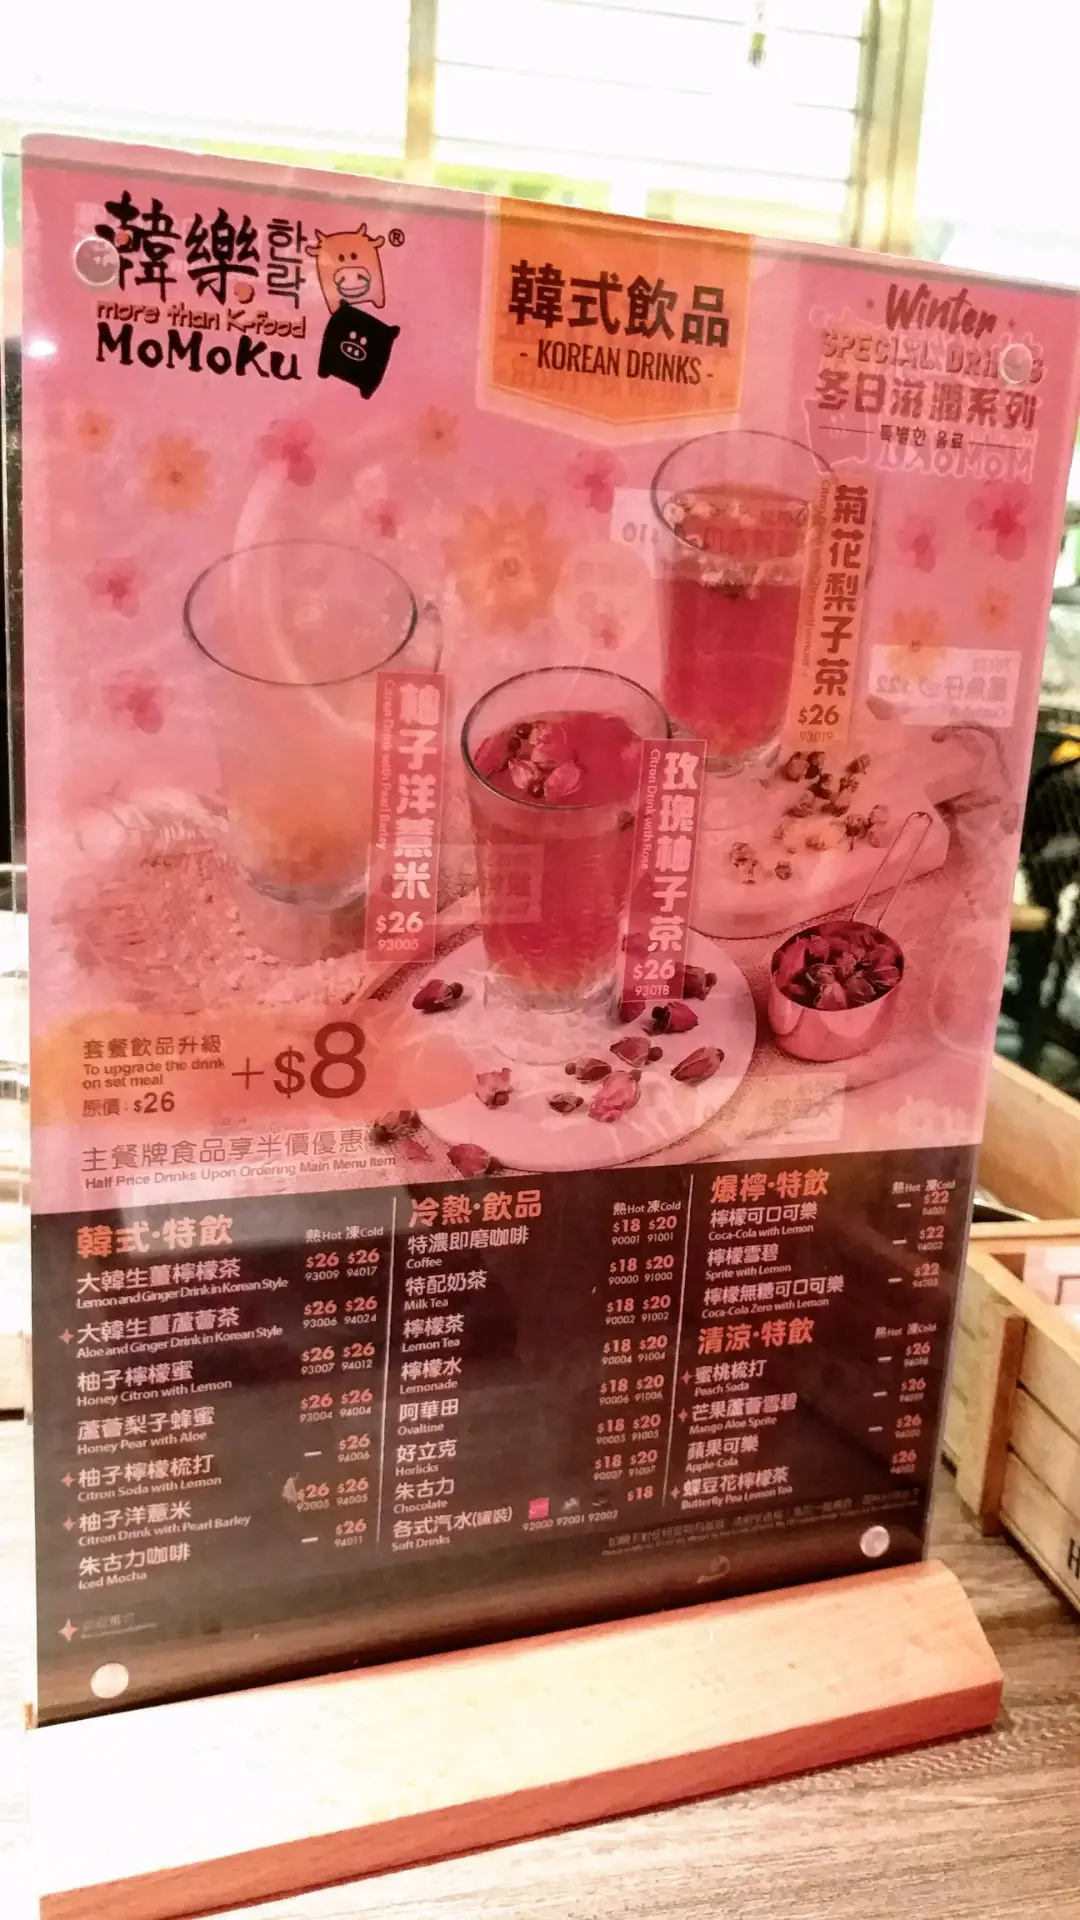 韓樂 한락 ®
more than K-food
MoMoKu
韓式飲品
- KOREAN DRINKS -
Winter
SPECIAL DRINKS
冬日滋潤系列
특별한 음료
菊花梨子茶
$26
93019
柚子洋薏米
Citron Drink with Pearl Barley
$26
93005
玫瑰柚子茶
Citron Drink with Rose
$26
93018
套餐飲品升級
To upgrade the drink
on set meal
原價:$26
+$8
主餐牌食品享半價優惠
Half Price Drinks Upon Ordering Main Menu Item
韓式·特飲 熱Hot 凍Cold
大韓生薑檸檬茶 $26 $26
Lemon and Ginger Drink in Korean Style 93009 94017
大韓生薑蘆薈茶 $26 $26
Aloe and Ginger Drink in Korean Style 93006 94024
柚子檸檬蜜 $26 $26
Honey Citron with Lemon 93007 94012
蘆薈梨子蜂蜜 $26 $26
Honey Pear with Aloe 93004 94004
柚子檸檬梳打 — $26
Citron Soda with Lemon 94006
柚子洋薏米 $26 $26
Citron Drink with Pearl Barley 93005 94005
朱古力咖啡 — $26
Iced Mocha 94011
冷熱·飲品 熱Hot 凍Cold
特濃即磨咖啡 $18 $20
Coffee 90001 91001
特配奶茶 $18 $20
Milk Tea 90000 91000
檸檬茶 $18 $20
Lemon Tea 90002 91002
檸檬水 $18 $20
Lemonade 90004 91004
阿華田 $18 $20
Ovaltine 90006 91006
好立克 $18 $20
Horlicks 90005 91005
朱古力 $18 $20
Chocolate 90007 91007
各式汽水(罐裝) $18
Soft Drinks 92000 92001 92002
爆檸·特飲 熱Hot 凍Cold
檸檬可口可樂 — $22
Coca-Cola with Lemon 94001
檸檬雪碧 — $22
Sprite with Lemon 94002
檸檬無糖可口可樂 — $22
Coca-Cola Zero with Lemon 94003
清涼·特飲 熱Hot 凍Cold
蜜桃梳打 — $26
Peach Soda
芒果蘆薈雪碧 — $26
Mango Aloe Sprite
蘋果可樂 — $26
Apple-Cola
蝶豆花檸檬茶 $26
Butterfly Pea Lemon Tea